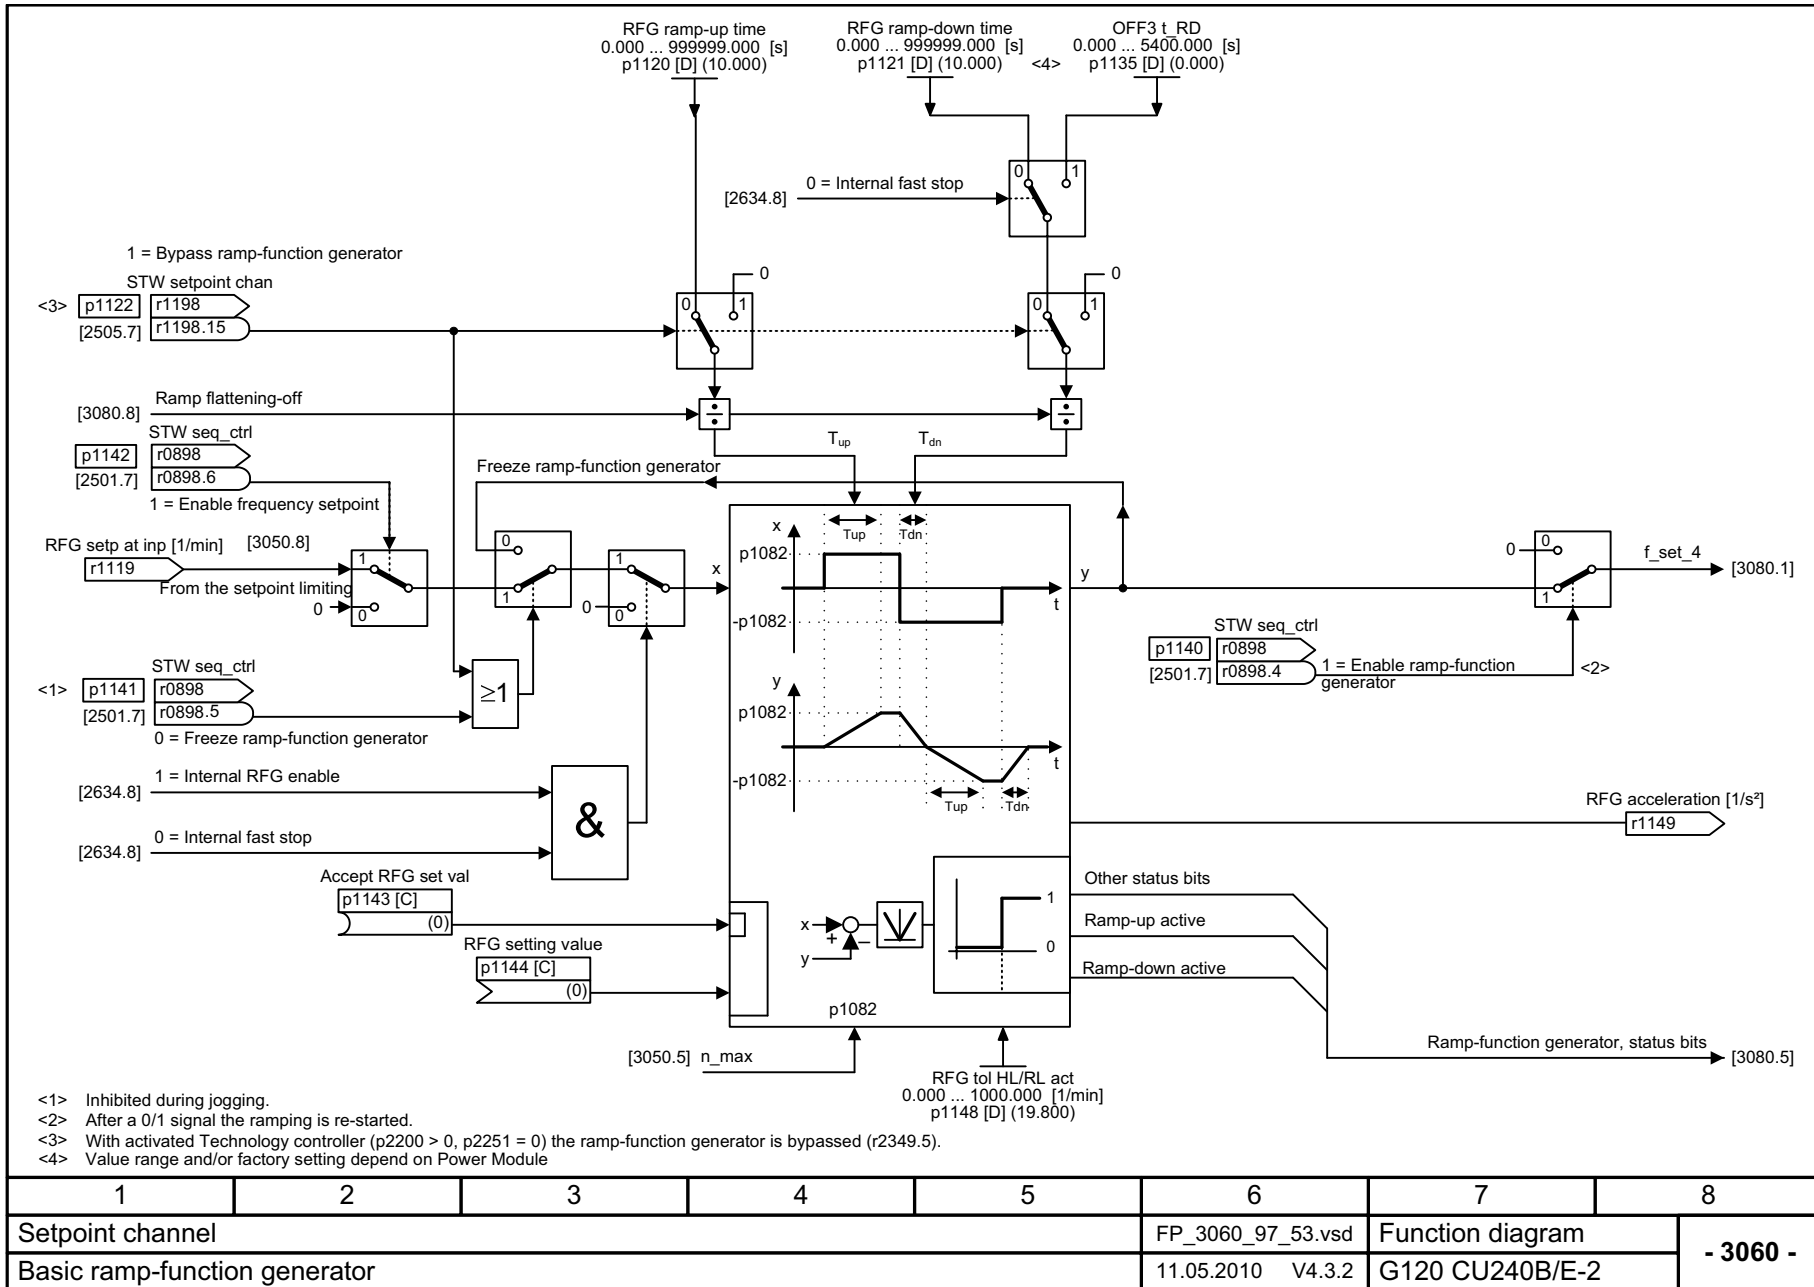 RFG ramp-up time
0.000 ... 999999.000 [s]
p1120 [D] (10.000)
RFG ramp-down time
0.000 ... 999999.000 [s]
p1121 [D] (10.000)
<4>
OFF3 t_RD
0.000 ... 5400.000 [s]
p1135 [D] (0.000)
0 1
[2634.8] 0 = Internal fast stop
1 = Bypass ramp-function generator
STW setpoint chan
<3> p1122 r1198
[2505.7] r1198.15
0 1 0
0 1 0
[3080.8] Ramp flattening-off
÷ ÷
STW seq_ctrl
p1142 r0898
[2501.7] r0898.6
1 = Enable frequency setpoint
Tup Tdn
Freeze ramp-function generator
RFG setp at inp [1/min] [3050.8]
r1119
From the setpoint limiting
0
1 0
0 1
1 0
0
x
x
p1082
-p1082
Tup Tdn
t
y
y
p1082
-p1082
Tup Tdn
t
0 0 1
f_set_4
[3080.1]
STW seq_ctrl
p1140 r0898
[2501.7] r0898.4
1 = Enable ramp-function
generator
<2>
STW seq_ctrl
<1> p1141 r0898
[2501.7] r0898.5
0 = Freeze ramp-function generator
≥1
[2634.8] 1 = Internal RFG enable
[2634.8] 0 = Internal fast stop
&
RFG acceleration [1/s²]
r1149
Accept RFG set val
p1143 [C]
(0)
RFG setting value
p1144 [C]
(0)
x + −
y
1
0
p1082
Other status bits
Ramp-up active
Ramp-down active
Ramp-function generator, status bits
[3080.5]
[3050.5] n_max
RFG tol HL/RL act
0.000 ... 1000.000 [1/min]
p1148 [D] (19.800)
<1> Inhibited during jogging.
<2> After a 0/1 signal the ramping is re-started.
<3> With activated Technology controller (p2200 > 0, p2251 = 0) the ramp-function generator is bypassed (r2349.5).
<4> Value range and/or factory setting depend on Power Module
1 2 3 4 5 6 7 8
Setpoint channel
FP_3060_97_53.vsd
Function diagram
- 3060 -
Basic ramp-function generator
11.05.2010 V4.3.2
G120 CU240B/E-2